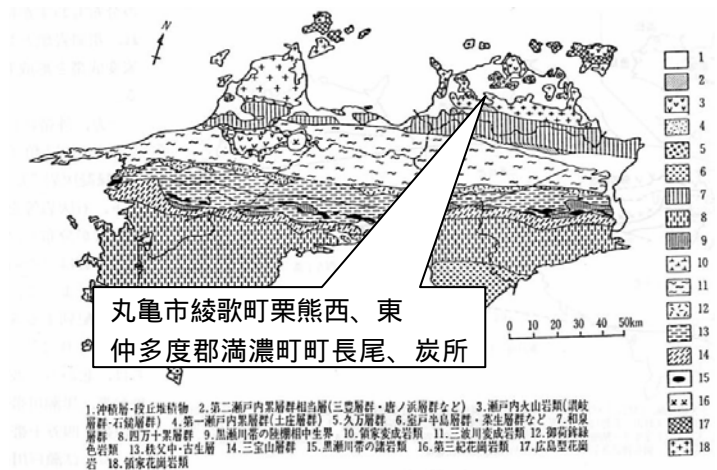 N
1
2
3
4
5
6
7
8
9
10
11
12
13
14
15
16
17
18
丸亀市綾歌町栗熊西、東
仲多度郡満濃町町長尾、炭所
0 10 20 30 40 50km
1.沖積層・段丘堆積物 2.第二瀬戸内累層群相当層(三豊層群・唐ノ浜層群など) 3.瀬戸内火山岩類(讃岐
層群・石鎚層群) 4.第一瀬戸内累層群(土庄層群) 5.久万層群 6.室戸半島層群・菜生層群など 7.和泉
層群 8.四万十累層群 9.黒瀬川帯の陸棚相中生界 10.領家変成岩類 11.三波川変成岩類 12.御荷鉾緑
色岩類 13.秩父中・古生層 14.三宝山層群 15.黒瀬川帯の諸岩類 16.第三紀花崗岩類 17.広島型花崗
岩 18.領家花崗岩類